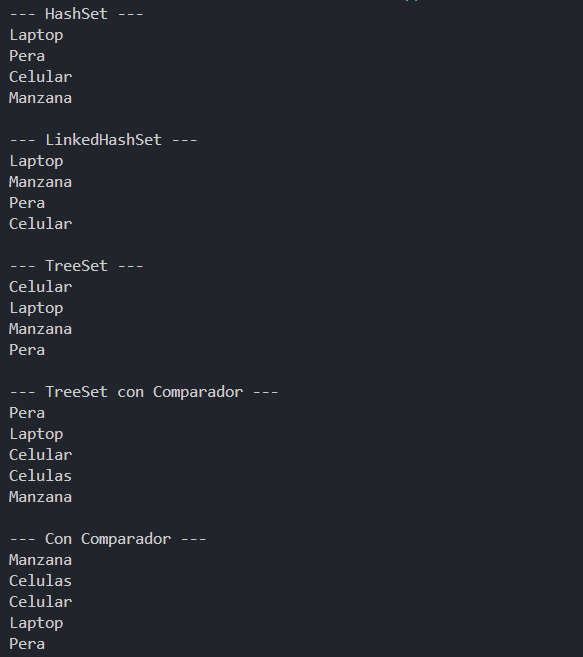 --- HashSet ---
Laptop
Pera
Celular
Manzana
--- LinkedHashSet ---
Laptop
Manzana
Pera
Celular
--- TreeSet ---
Celular
Laptop
Manzana
Pera
--- TreeSet con Comparador ---
Pera
Laptop
Celular
Celulas
Manzana
--- Con Comparador ---
Manzana
Celulas
Celular
Laptop
Pera